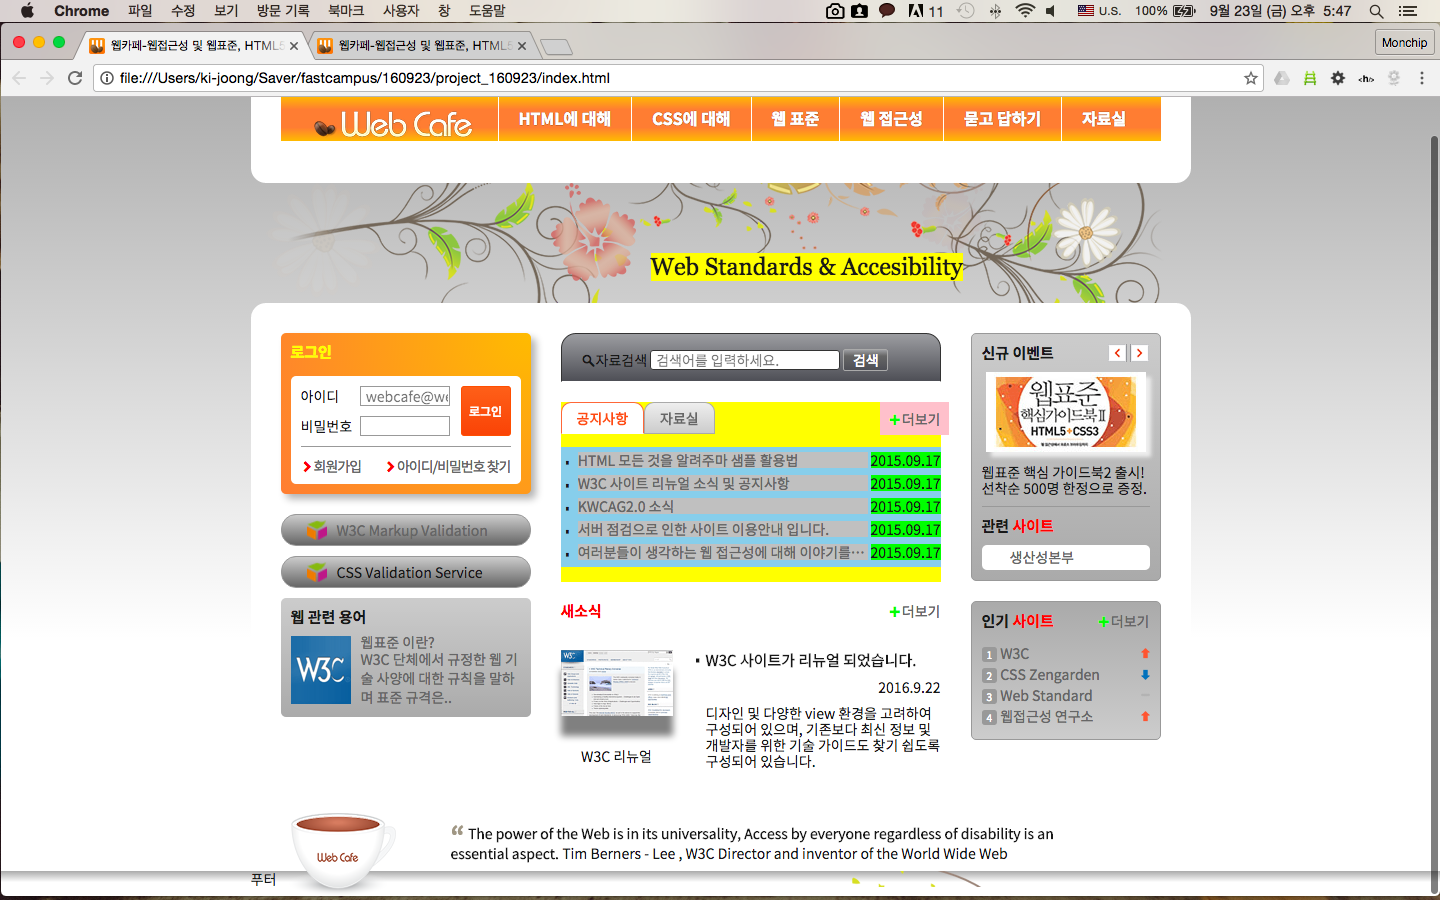 Chrome 파일 수정 보기 방문 기록 북마크 사용자 창 도움말 11 U.S. 100% 9월 23일 (금) 오후 5:47
웹카페-웹접근성 및 웹표준, HTML5 웹카페-웹접근성 및 웹표준, HTML5 Monchip
file:///Users/ki-joong/Saver/fastcampus/160923/project_160923/index.html
Web Cafe HTML에 대해 CSS에 대해 웹 표준 웹 접근성 묻고 답하기 자료실
Web Standards & Accesibility
로그인
아이디 webcafe@we
비밀번호
로그인
회원가입 아이디/비밀번호 찾기
W3C Markup Validation
CSS Validation Service
웹 관련 용어
W3C
웹표준 이란?
W3C 단체에서 규정한 웹 기
술 사양에 대한 규칙을 말하
며 표준 규격은..
자료검색 검색어를 입력하세요. 검색
공지사항 자료실 +더보기
HTML 모든 것을 알려주마 샘플 활용법 2015.09.17
W3C 사이트 리뉴얼 소식 및 공지사항 2015.09.17
KWCAG2.0 소식 2015.09.17
서버 점검으로 인한 사이트 이용안내 입니다. 2015.09.17
여러분들이 생각하는 웹 접근성에 대해 이야기를… 2015.09.17
새소식 +더보기
W3C
W3C 리뉴얼
W3C 사이트가 리뉴얼 되었습니다.
2016.9.22
디자인 및 다양한 view 환경을 고려하여
구성되어 있으며, 기존보다 최신 정보 및
개발자를 위한 기술 가이드도 찾기 쉽도록
구성되어 있습니다.
신규 이벤트
웹표준
핵심가이드북 II
HTML5+CSS3
웹표준 핵심 가이드북2 출시!
선착순 500명 한정으로 증정.
관련 사이트
생산성본부
인기 사이트 +더보기
1 W3C
2 CSS Zengarden
3 Web Standard
4 웹접근성 연구소
Web Cafe
“ The power of the Web is in its universality, Access by everyone regardless of disability is an
essential aspect. Tim Berners - Lee , W3C Director and inventor of the World Wide Web
푸터